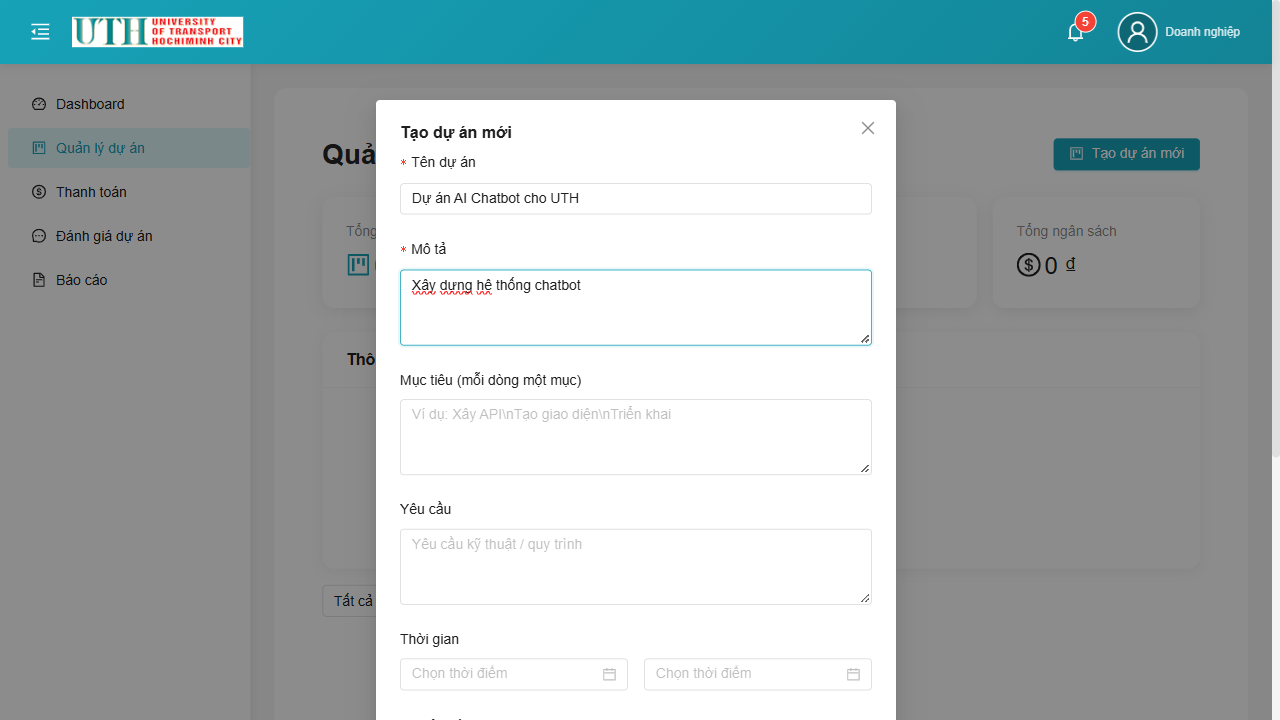 UTH UNIVERSITY
OF TRANSPORT
HOCHIMINH CITY
5
Doanh nghiệp
Dashboard
Quản lý dự án
Thanh toán
Đánh giá dự án
Báo cáo
Quả
Tạo dự án mới
Tổng
Tổng ngân sách
0 ₫
Thô
Tất cả
Tạo dự án mới
* Tên dự án
Dự án AI Chatbot cho UTH
* Mô tả
Xây dưng hệ thống chatbot
Mục tiêu (mỗi dòng một mục)
Ví dụ: Xây API\nTạo giao diện\nTriển khai
Yêu cầu
Yêu cầu kỹ thuật / quy trình
Thời gian
Chọn thời điểm
Chọn thời điểm